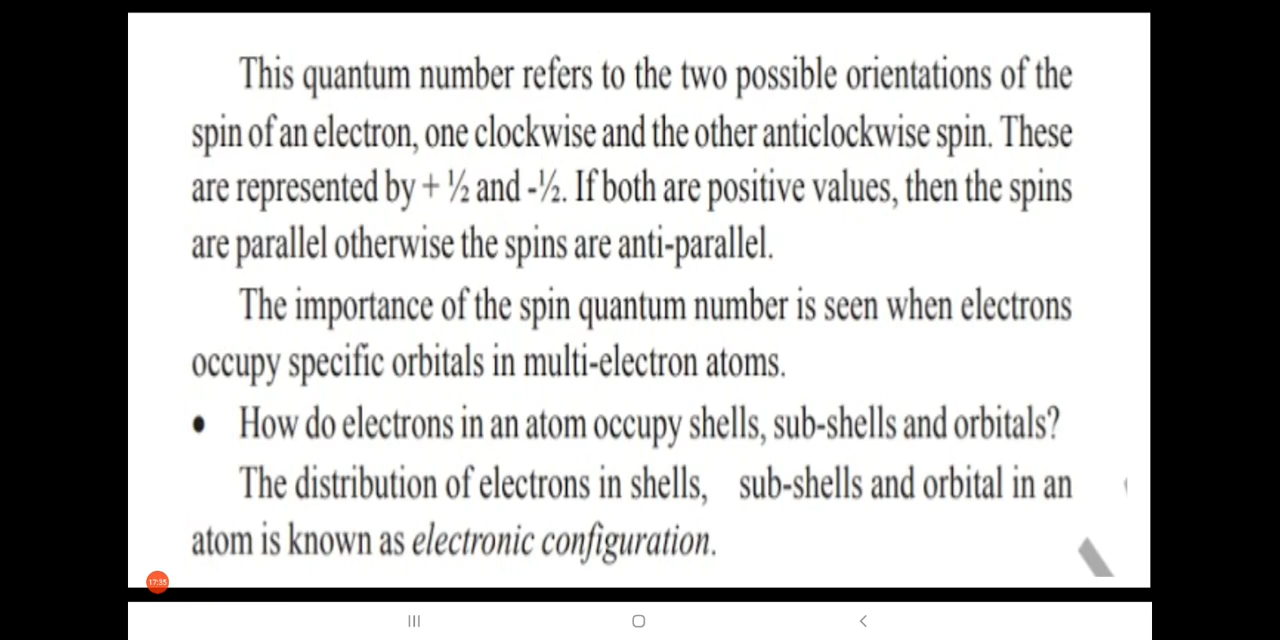 This quantum number refers to the two possible orientations of the
spin of an electron, one clockwise and the other anticlockwise spin. These
are represented by + ½ and -½. If both are positive values, then the spins
are parallel otherwise the spins are anti-parallel.
The importance of the spin quantum number is seen when electrons
occupy specific orbitals in multi-electron atoms.
• How do electrons in an atom occupy shells, sub-shells and orbitals?
The distribution of electrons in shells, sub-shells and orbital in an
atom is known as electronic configuration.
17:35